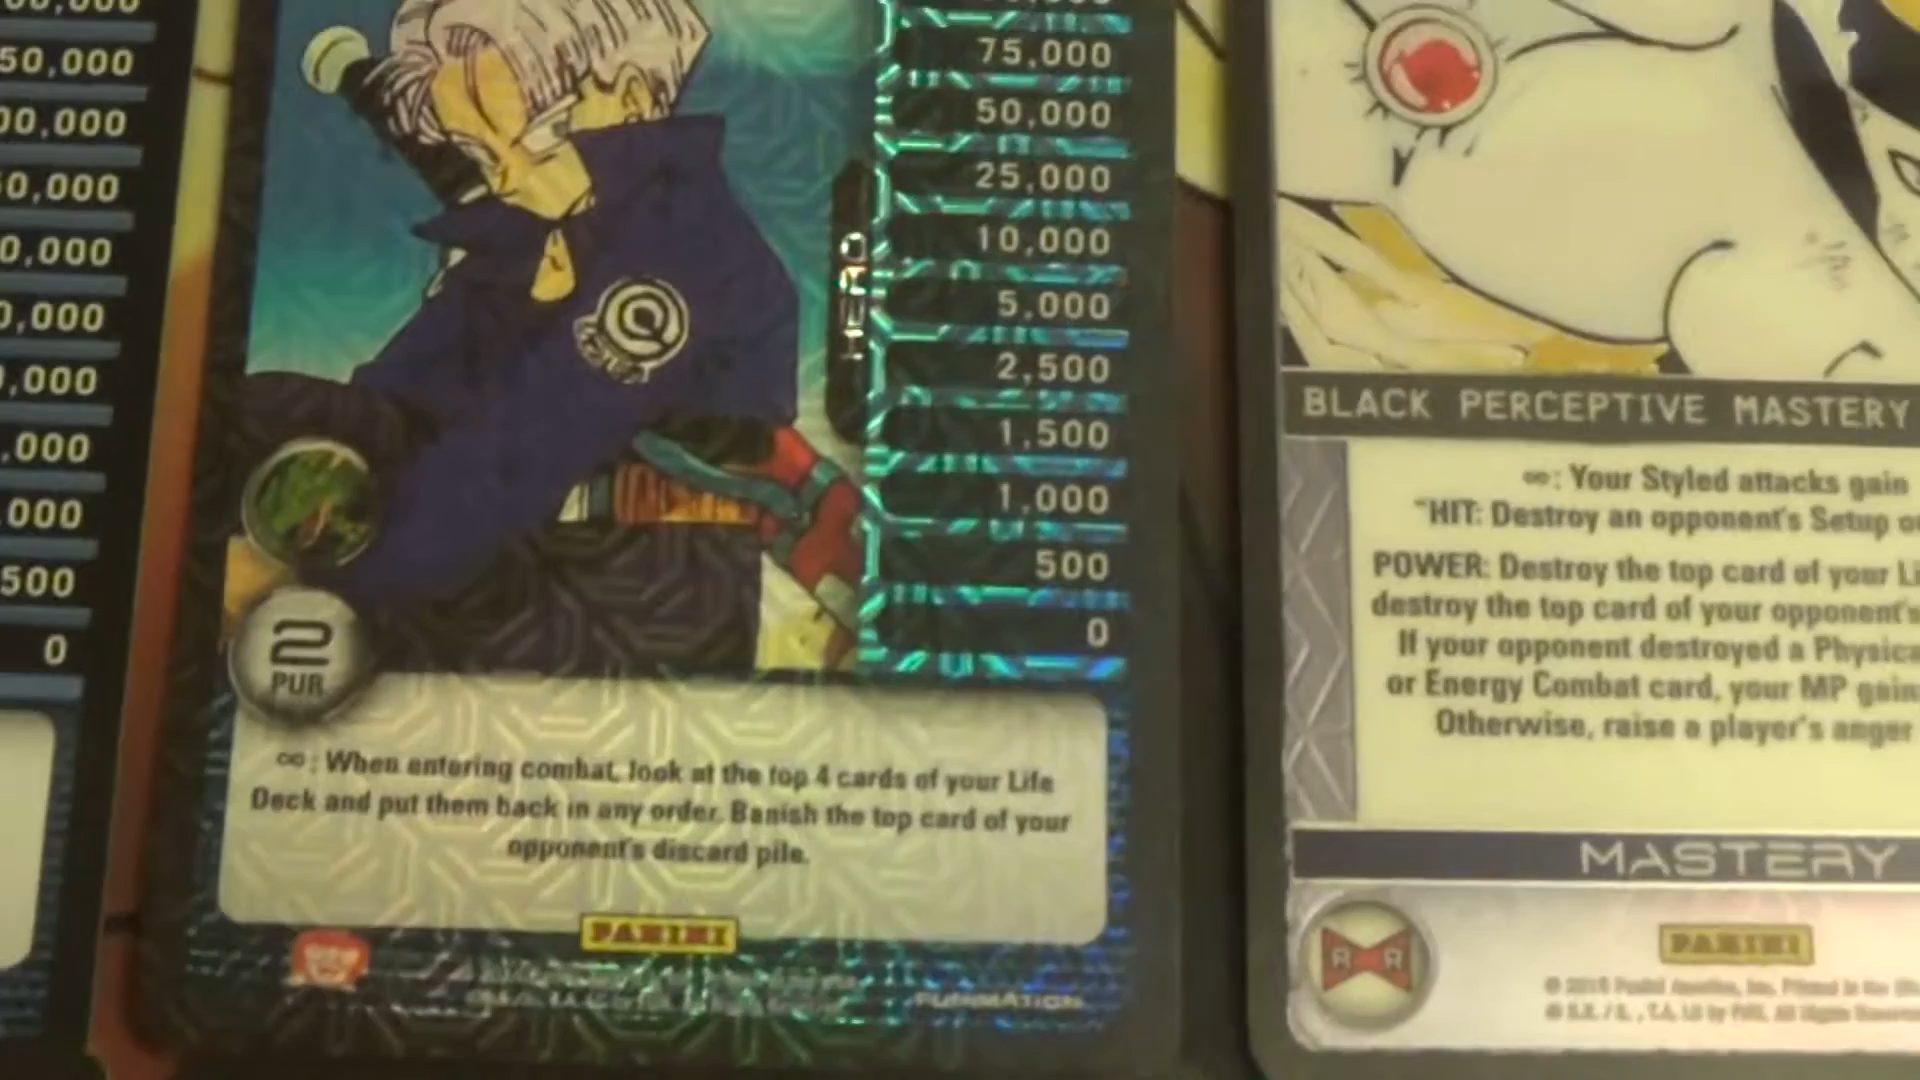 50,000
00,000
0,000
0,000
0,000
,000
,000
000
500
0
75,000
50,000
25,000
10,000
5,000
2,500
1,500
1,000
500
0
HERO
2
PUR
∞: When entering combat, look at the top 4 cards of your Life
Deck and put them back in any order. Banish the top card of your
opponent's discard pile.
PANINI
FUNIMATION
BLACK PERCEPTIVE MASTERY
∞: Your Styled attacks gain
"HIT: Destroy an opponent's Setup
POWER: Destroy the top card of your
destroy the top card of your opponent's
If your opponent destroyed a
or Energy Combat card, your MP
Otherwise, raise a player's anger
MASTERY
R R
PANINI